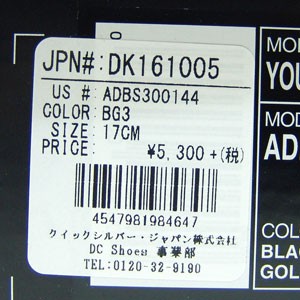 JPN#: DK161005
US #: ADBS300144
COLOR: BG3
SIZE: 17CM
PRICE: ¥5,300+(税)
4547981984647
クイックシルバー・ジャパン株式会社
DC Shoes 事業部
TEL:0120-32-9190
MO
YOU
MOD
AD
COL
BLA
GOL